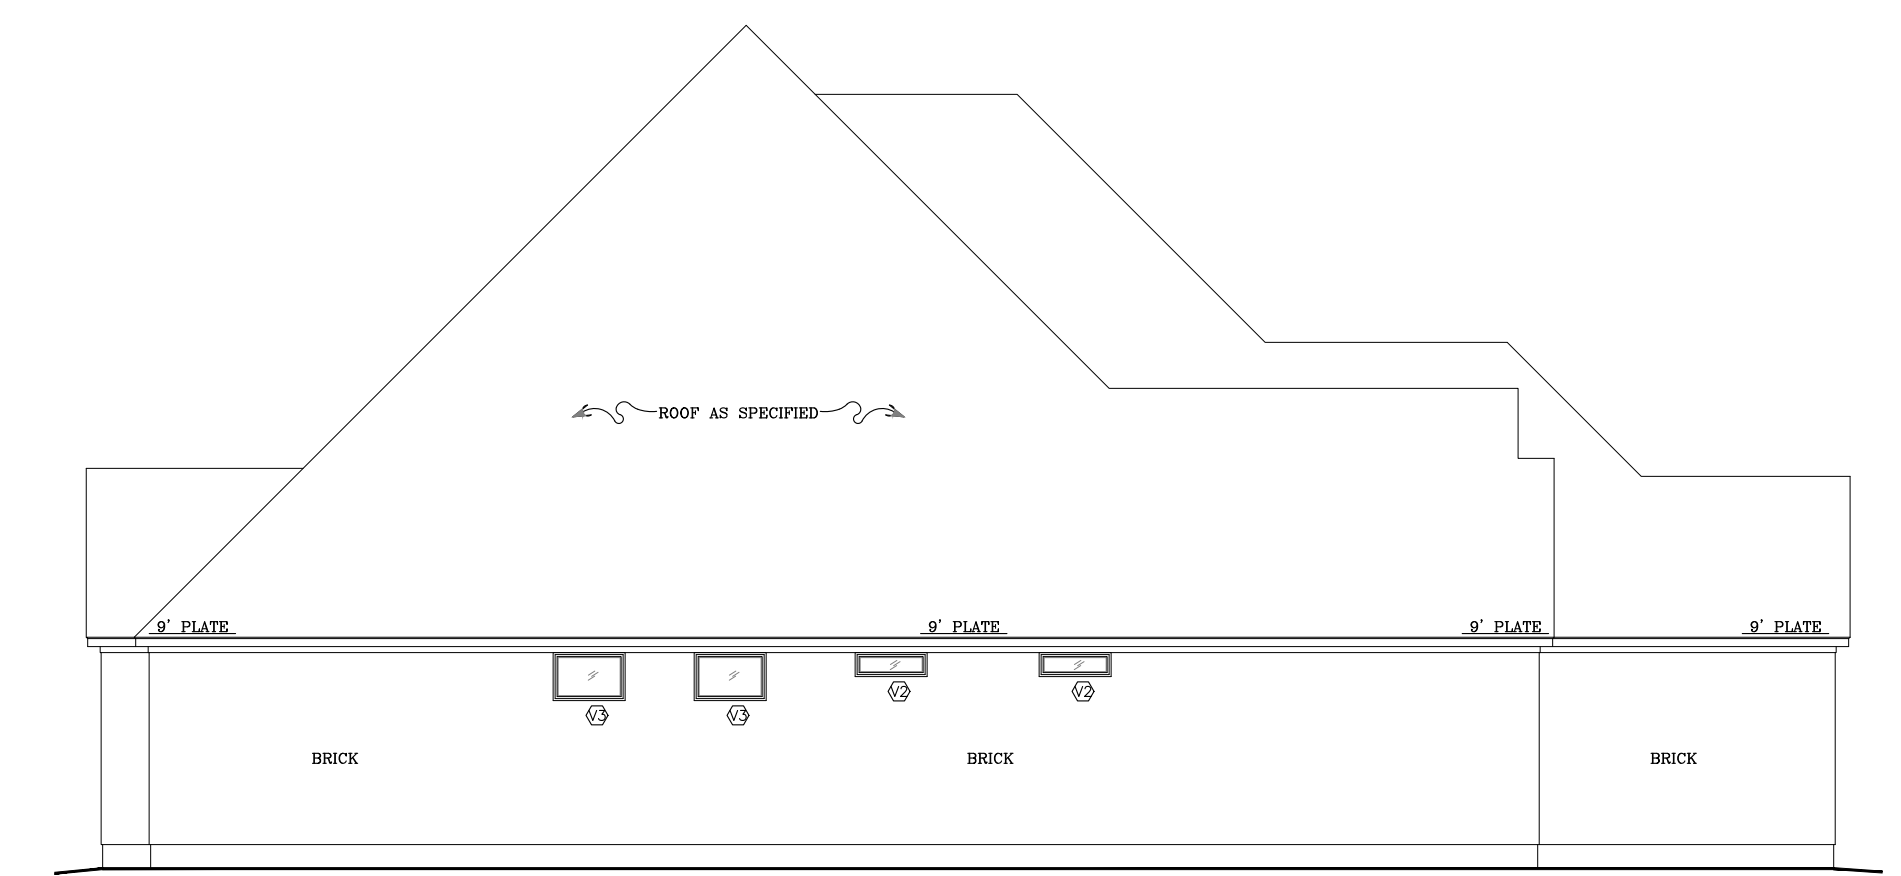 ROOF AS SPECIFIED
9' PLATE
9' PLATE
9' PLATE
9' PLATE
V2
V2
V3
V3
BRICK
BRICK
BRICK